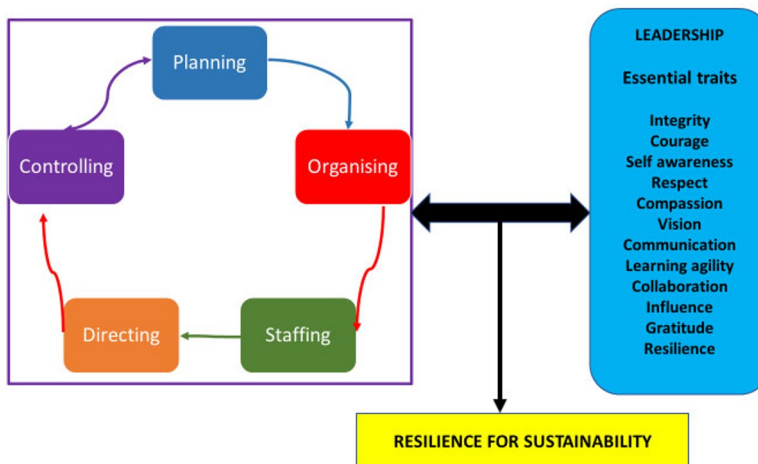 Planning
Controlling
Organising
Directing
Staffing
LEADERSHIP
Essential traits
Integrity
Courage
Self awareness
Respect
Compassion
Vision
Communication
Learning agility
Collaboration
Influence
Gratitude
Resilience
RESILIENCE FOR SUSTAINABILITY